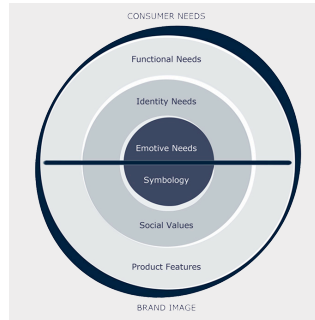 CONSUMER NEEDS
Functional Needs
Identity Needs
Emotive Needs
Symbology
Social Values
Product Features
BRAND IMAGE